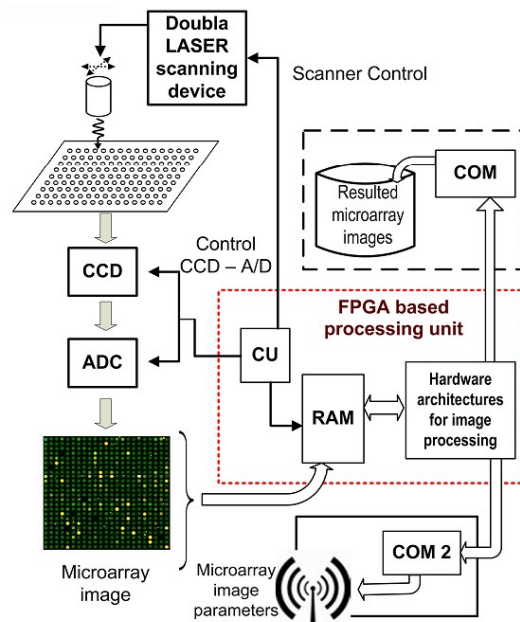 Doubla
LASER
scanning
device
Scanner Control
COM
Resulted
microarray
images
Control
CCD – A/D
CCD
FPGA based
processing unit
CU
ADC
RAM
Hardware
architectures
for image
processing
COM 2
Microarray
image
Microarray
image
parameters